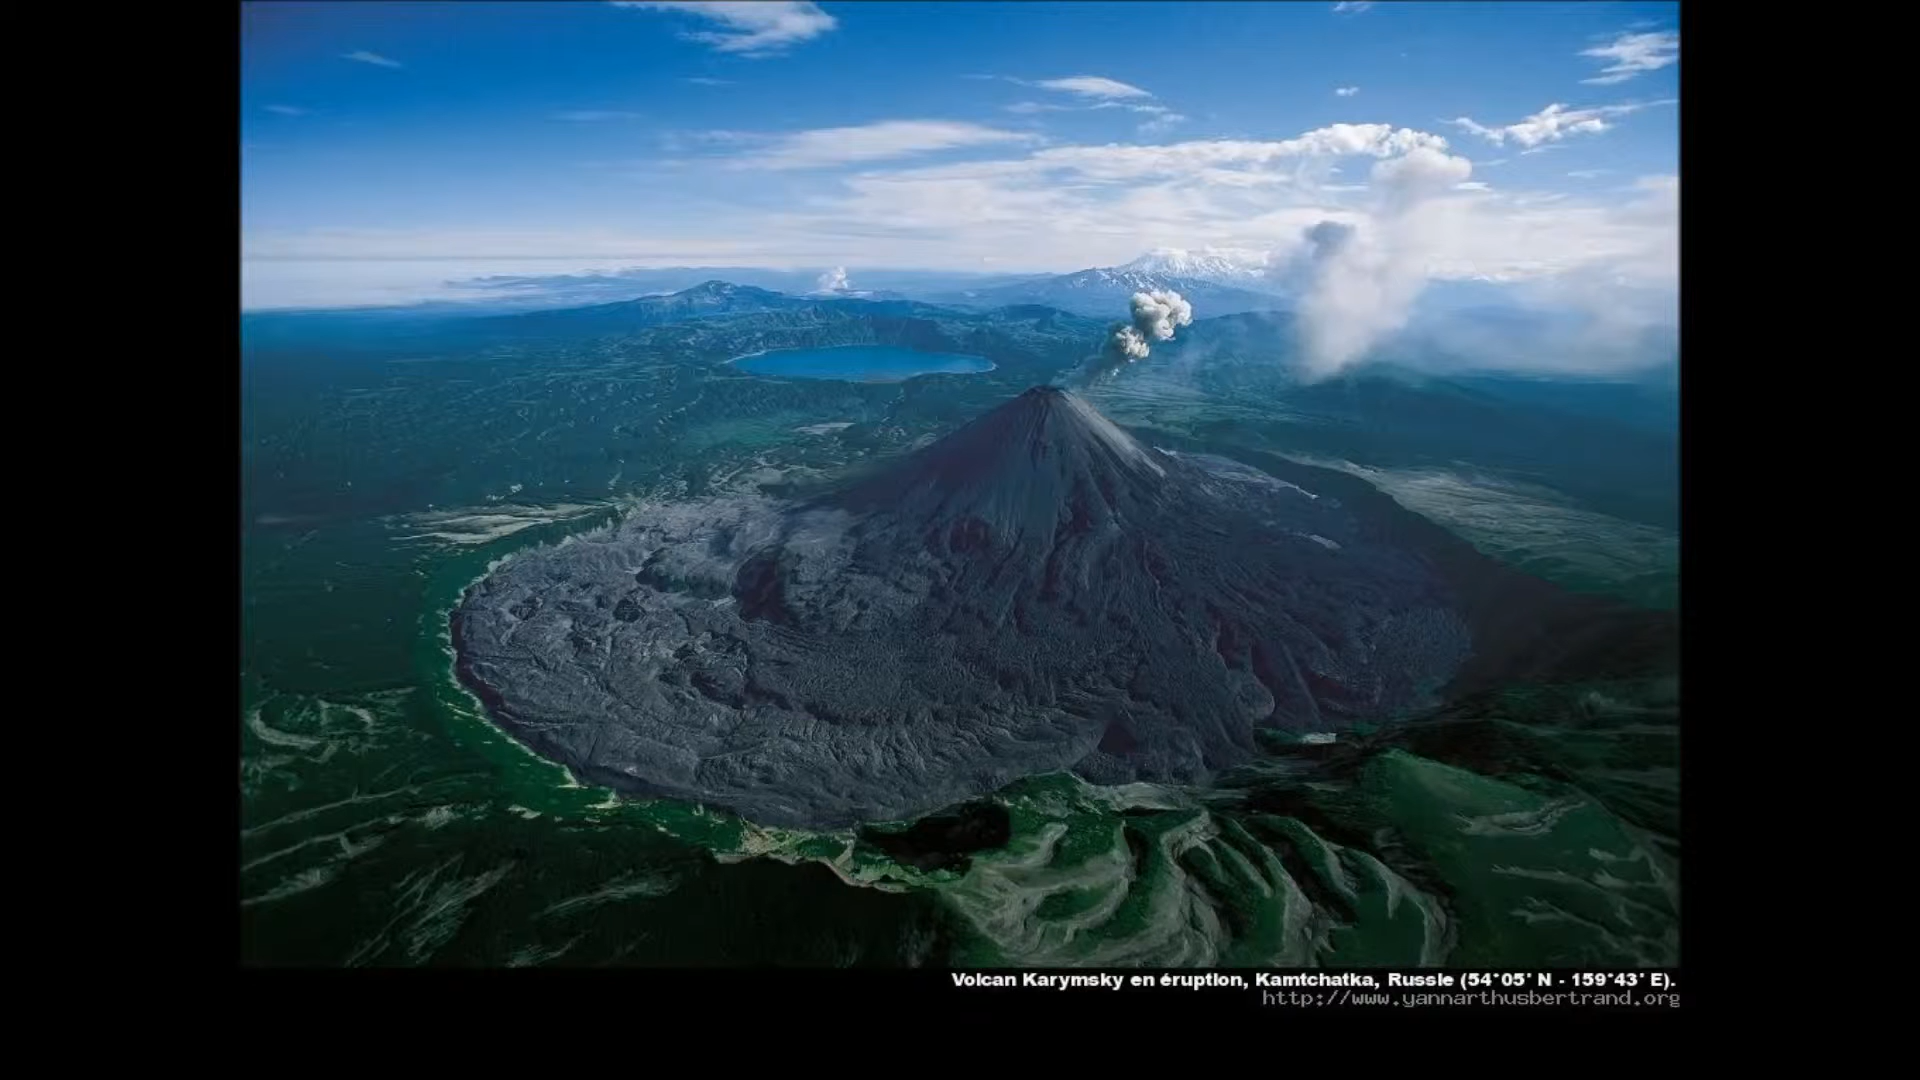 Volcan Karymsky en éruption, Kamtchatka, Russie (54°05' N - 159°43' E).
http://www.yannarthusbertrand.org